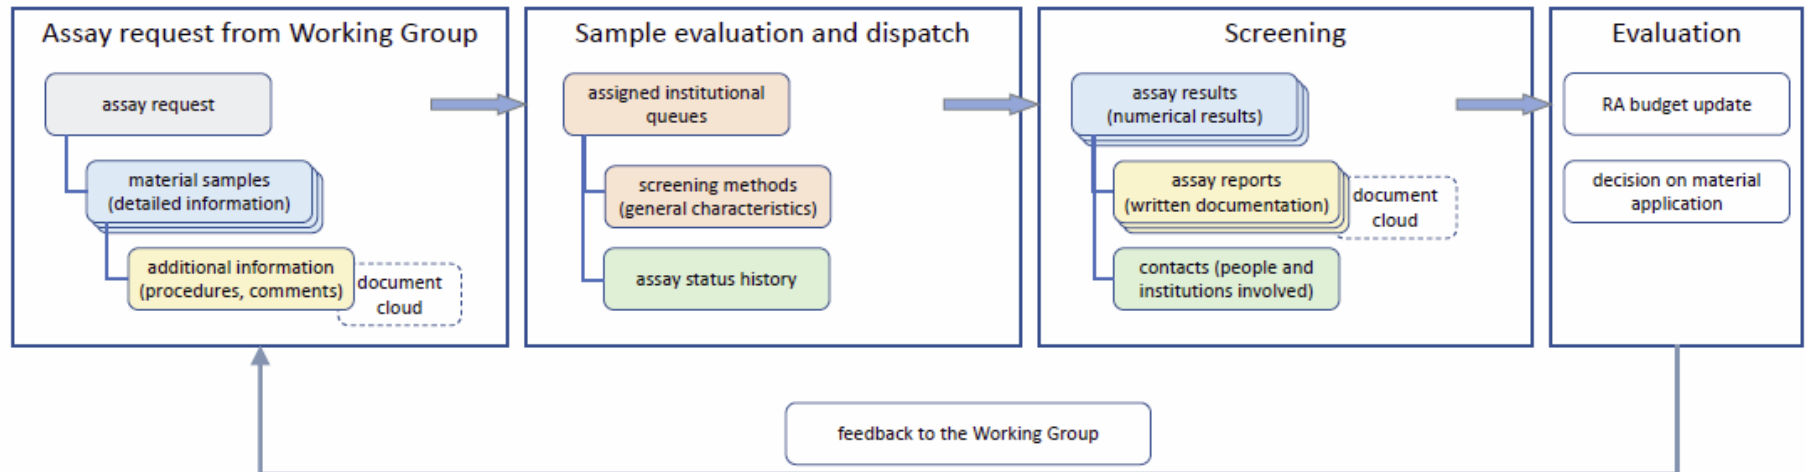 Assay request from Working Group
assay request
material samples
(detailed information)
additional information
(procedures, comments)
document
cloud
Sample evaluation and dispatch
assigned institutional
queues
screening methods
(general characteristics)
assay status history
Screening
assay results
(numerical results)
assay reports
(written documentation)
document
cloud
contacts (people and
institutions involved)
Evaluation
RA budget update
decision on material
application
feedback to the Working Group